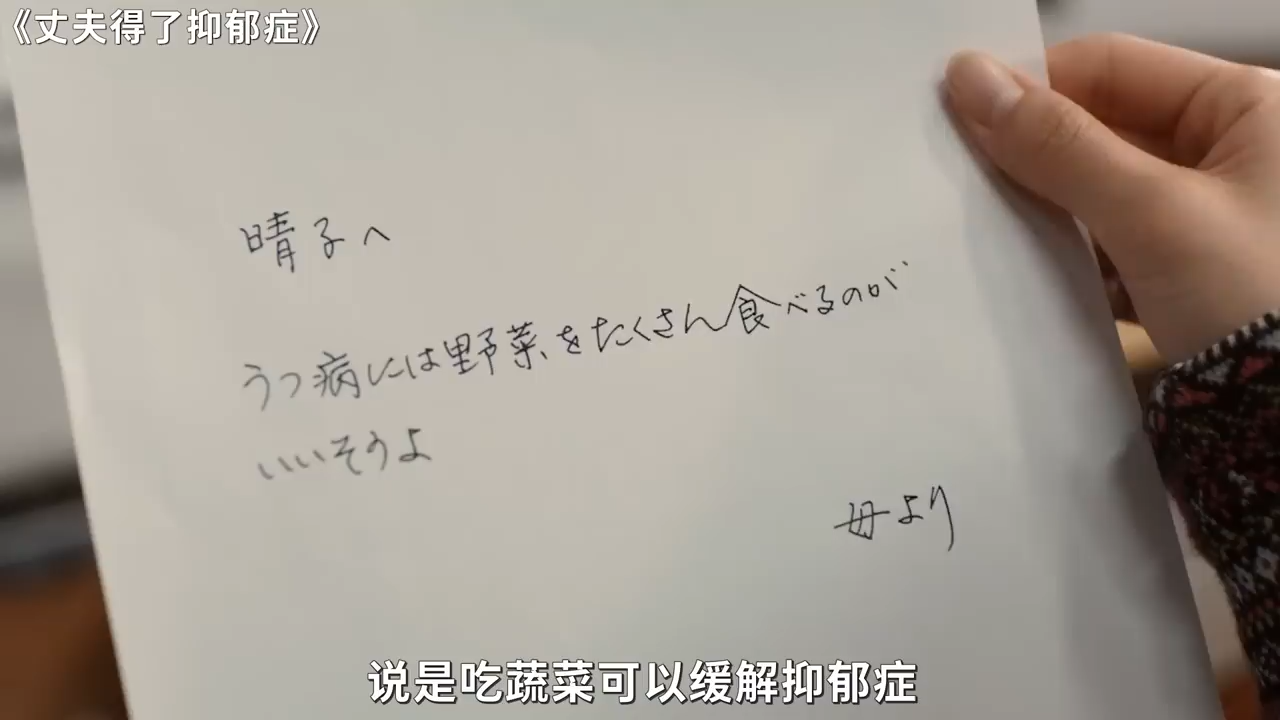 《丈夫得了抑郁症》
晴子へ
うつ病には野菜をたくさん食べるのが
いいそうよ
母より
说是吃蔬菜可以缓解抑郁症